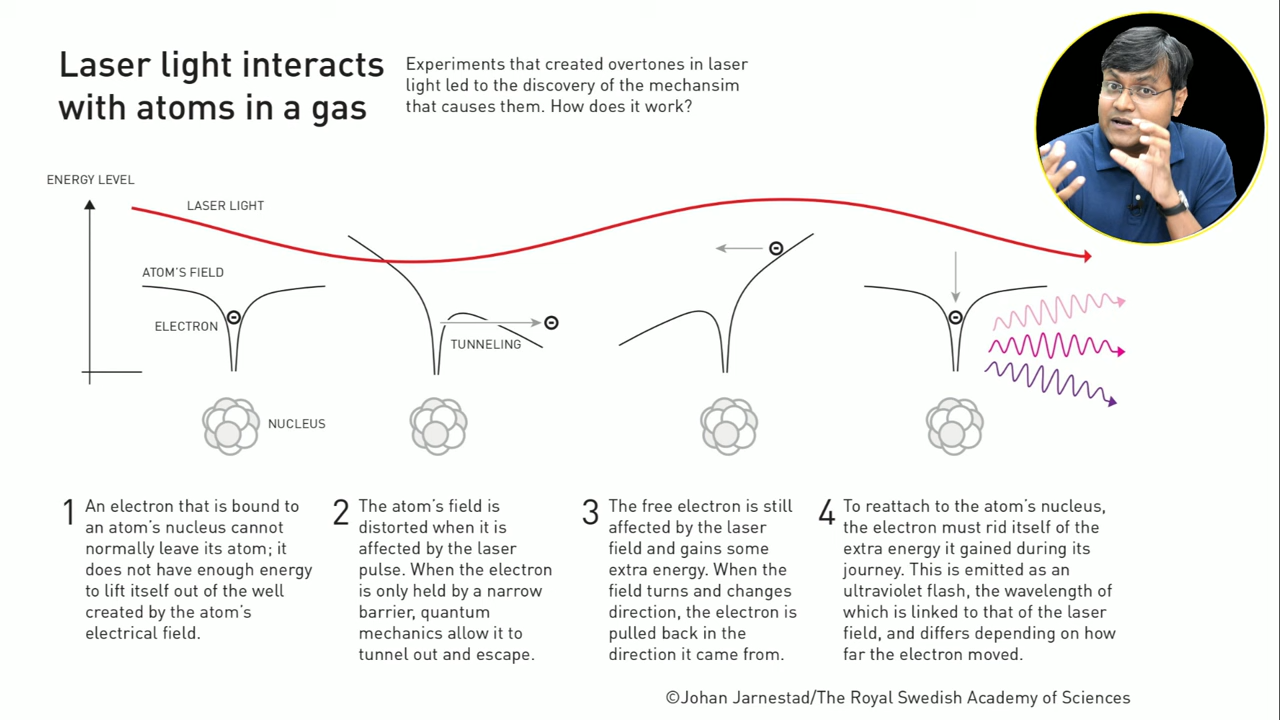 Laser light interacts
with atoms in a gas
Experiments that created overtones in laser
light led to the discovery of the mechansim
that causes them. How does it work?
ENERGY LEVEL
LASER LIGHT
ATOM'S FIELD
ELECTRON
TUNNELING
NUCLEUS
1 An electron that is bound to
an atom's nucleus cannot
normally leave its atom; it
does not have enough energy
to lift itself out of the well
created by the atom's
electrical field.
2 The atom's field is
distorted when it is
affected by the laser
pulse. When the electron
is only held by a narrow
barrier, quantum
mechanics allow it to
tunnel out and escape.
3 The free electron is still
affected by the laser
field and gains some
extra energy. When the
field turns and changes
direction, the electron is
pulled back in the
direction it came from.
4 To reattach to the atom's nucleus,
the electron must rid itself of the
extra energy it gained during its
journey. This is emitted as an
ultraviolet flash, the wavelength of
which is linked to that of the laser
field, and differs depending on how
far the electron moved.
©Johan Jarnestad/The Royal Swedish Academy of Sciences